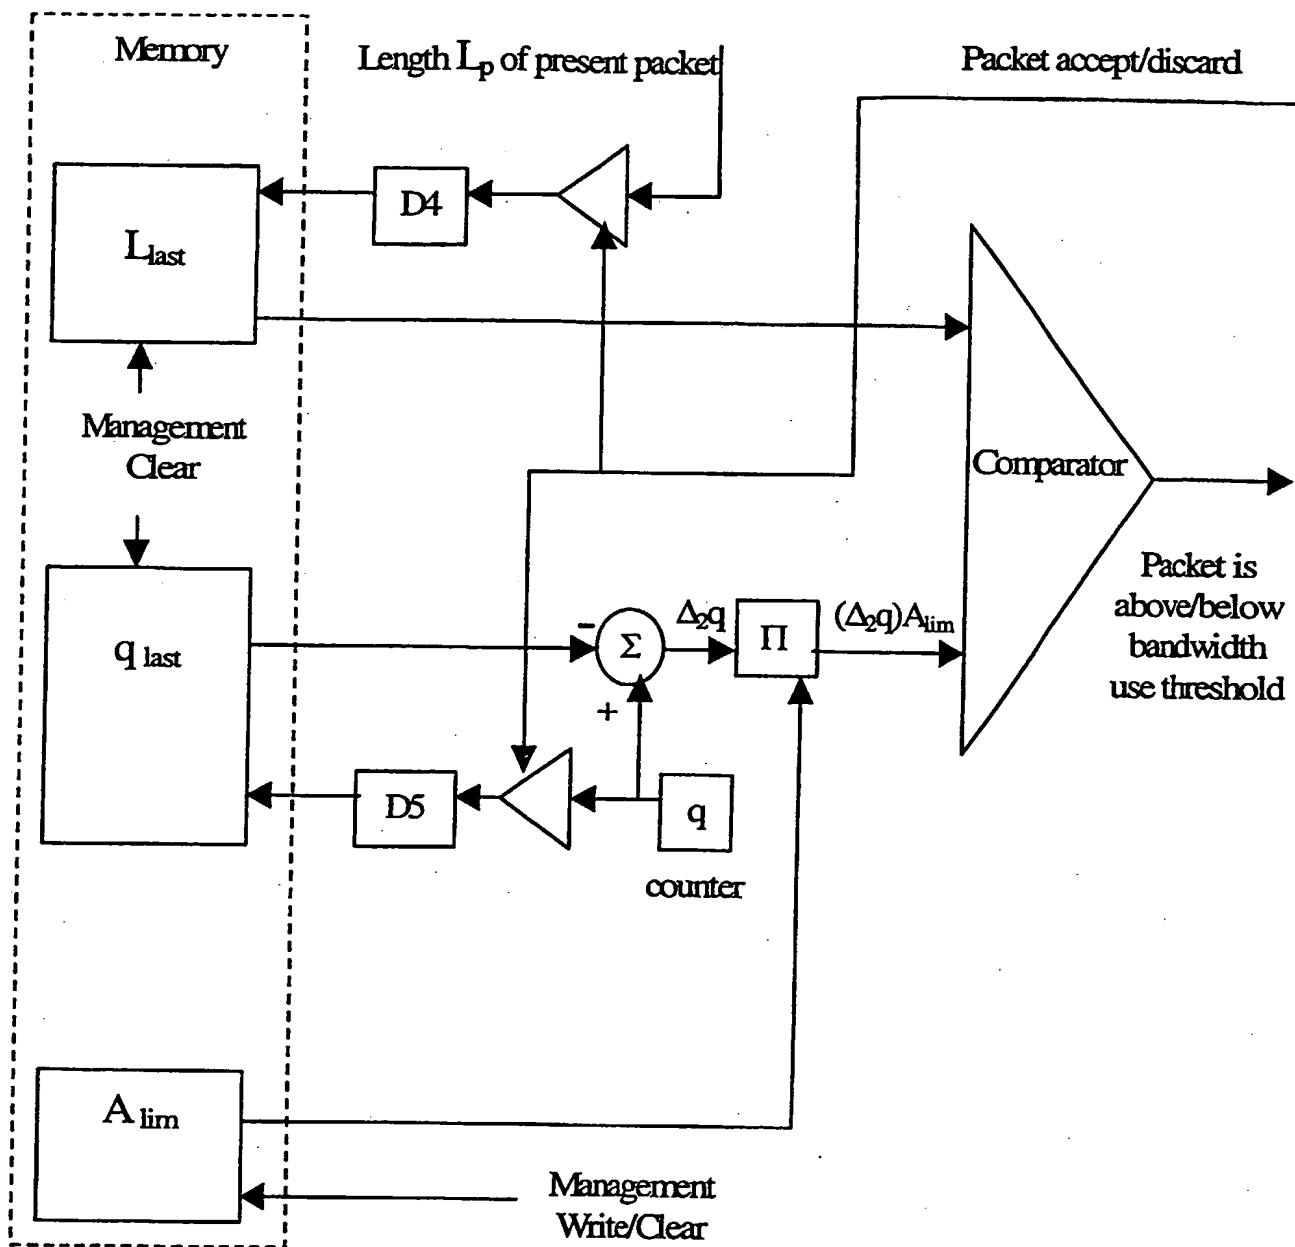 Memory
Length Lp of present packet
Packet accept/discard
D4
Llast
Management
Clear
Comparator
Packet is
above/below
bandwidth
use threshold
q last
-
Σ
Δ2q
Π
(Δ2q)Alim
+
D5
q
counter
A lim
Management
Write/Clear